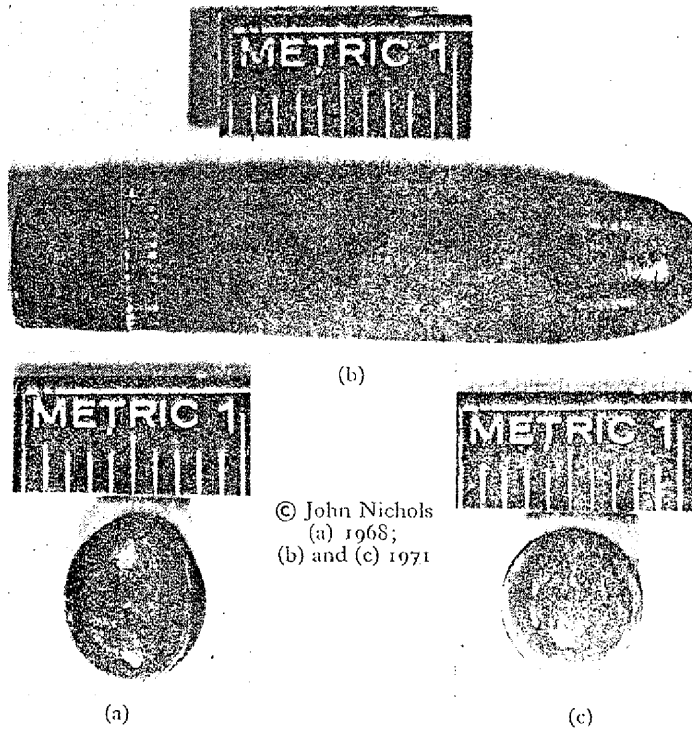 METRIC 1
(b)
METRIC 1
METRIC 1
© John Nichols
(a) 1968;
(b) and (c) 1971
(a)
(c)